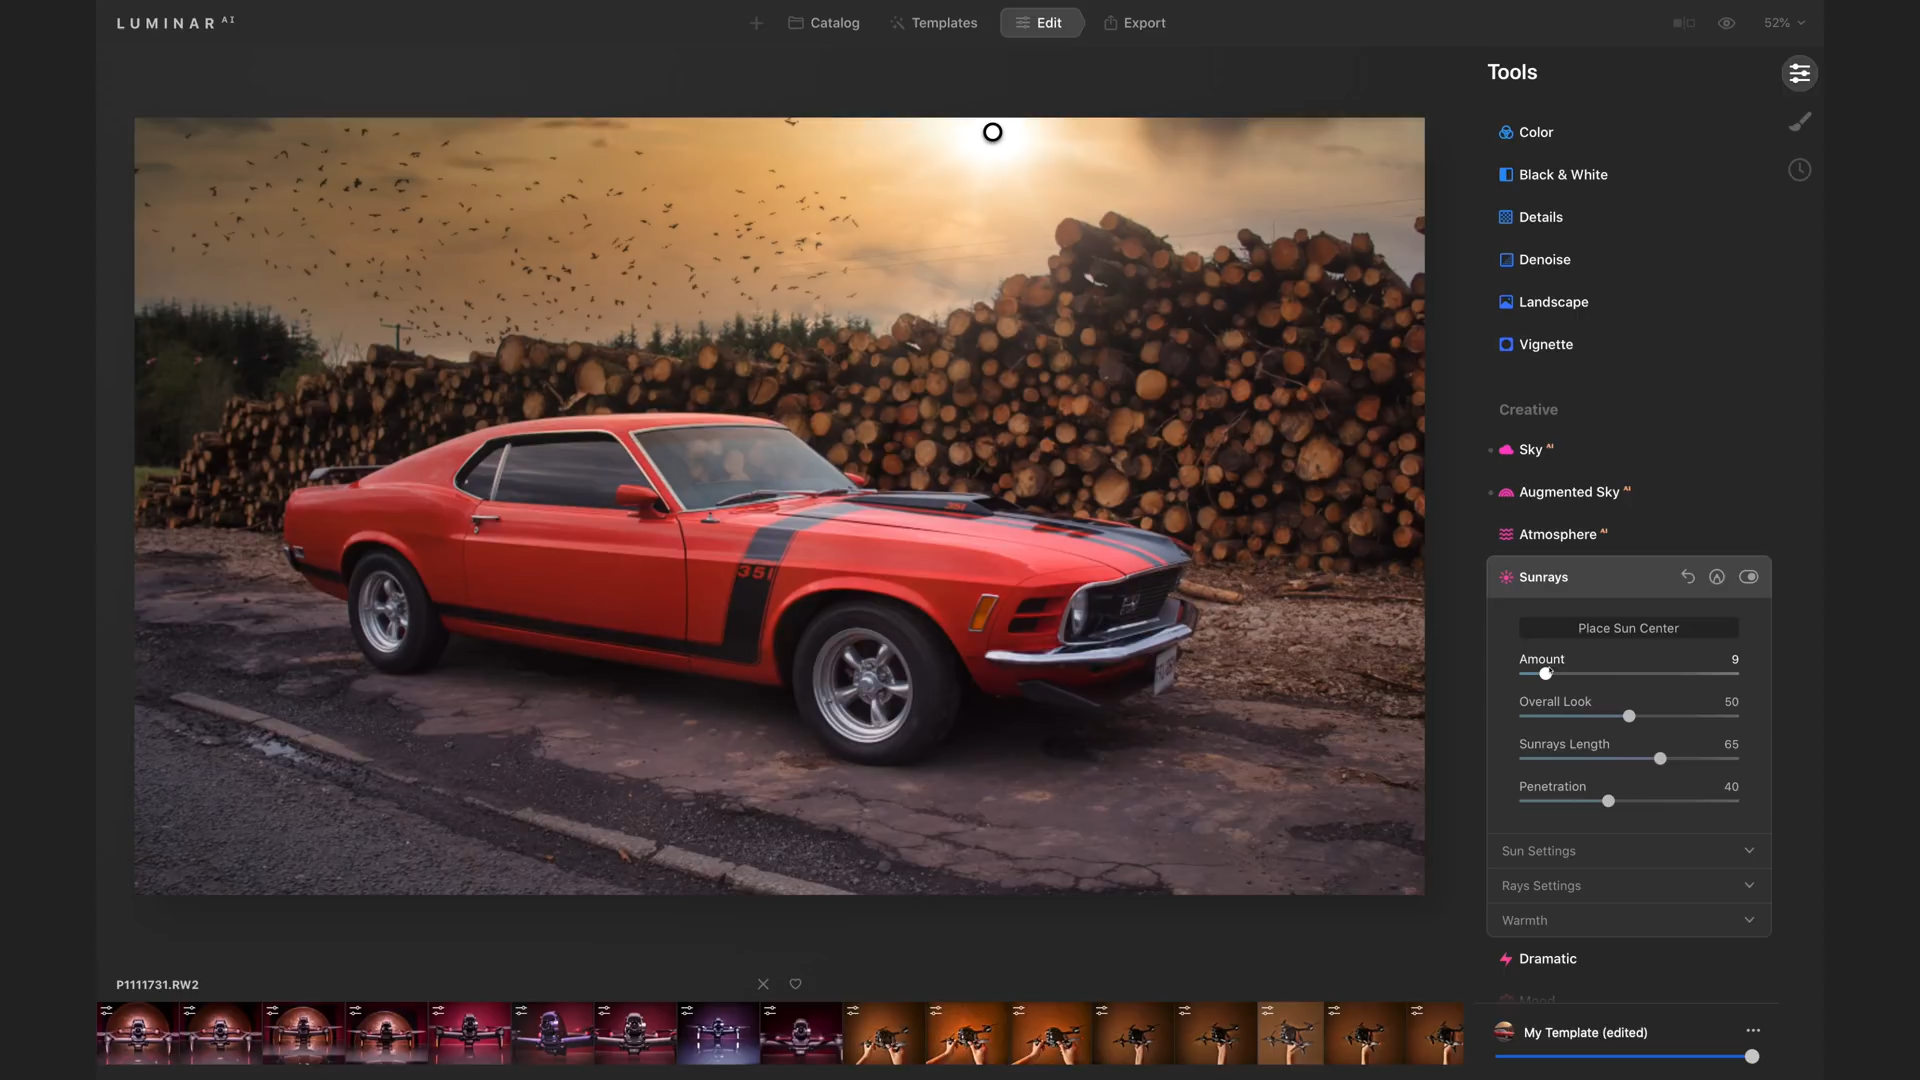 LUMINAR AI
Catalog
Templates
Edit
Export
52%
Tools
Color
Black & White
Details
Denoise
Landscape
Vignette
Creative
Sky AI
Augmented Sky AI
Atmosphere AI
Sunrays
Place Sun Center
Amount 9
Overall Look 50
Sunrays Length 65
Penetration 40
Sun Settings
Rays Settings
Warmth
Dramatic
Mood
My Template (edited)
351
351
P1111731.RW2